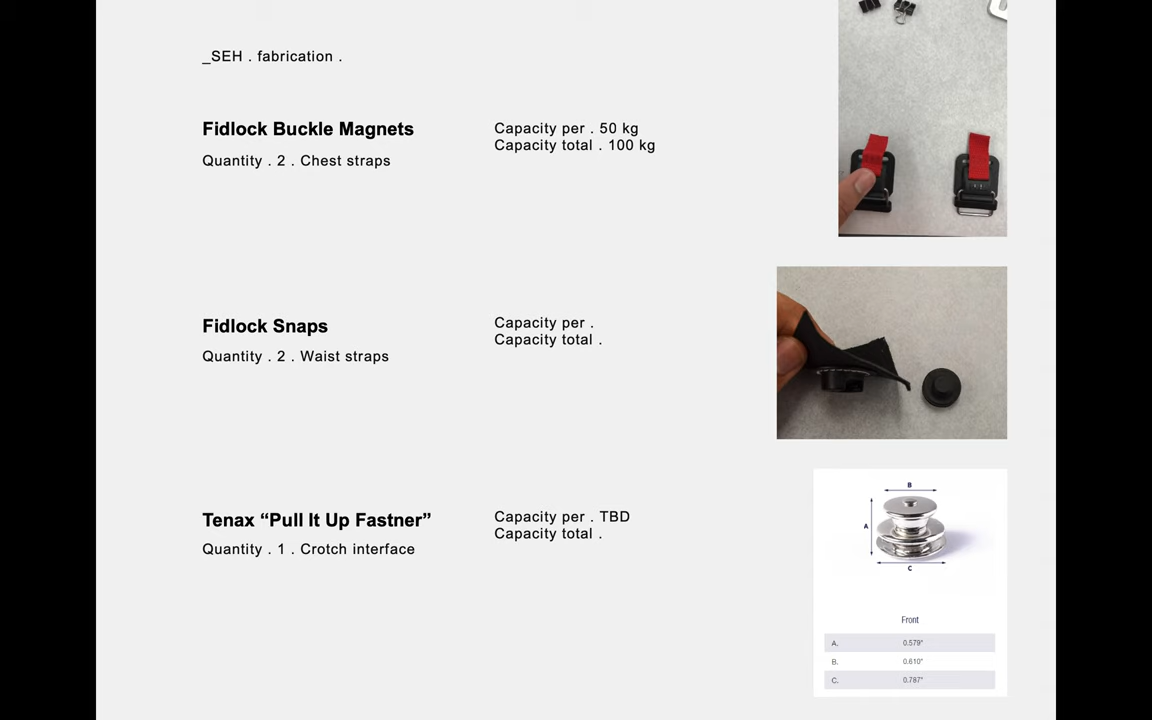 _SEH . fabrication .
Fidlock Buckle Magnets
Quantity . 2 . Chest straps
Capacity per . 50 kg
Capacity total . 100 kg
Fidlock Snaps
Quantity . 2 . Waist straps
Capacity per .
Capacity total .
Tenax “Pull It Up Fastner”
Quantity . 1 . Crotch interface
Capacity per . TBD
Capacity total .
B
A
C
Front
A. 0.579"
B. 0.610"
C. 0.787"